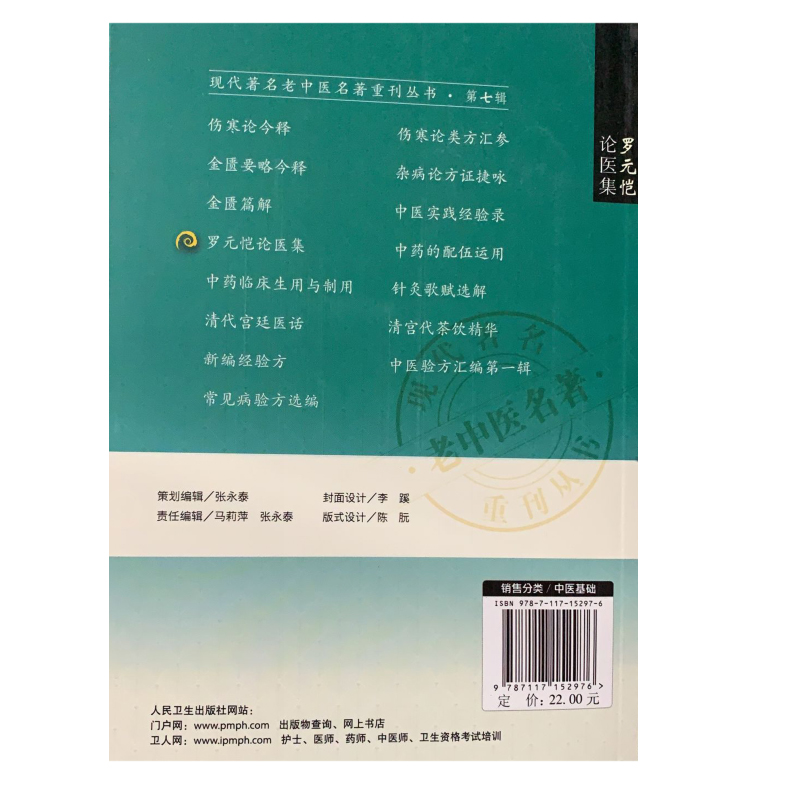 现代著名老中医名著重刊丛书·第七辑
伤寒论今释
金匮要略今释
金匮篇解
罗元恺论医集
中药临床生用与制用
清代宫廷医话
新编经验方
常见病验方选编
伤寒论类方汇参
杂病论方证捷咏
中医实践经验录
中药的配伍运用
针灸歌赋选解
清宫代茶饮精华
中医验方汇编第一辑
罗元恺
论医集
现代著名
老中医名著
重刊丛书
策划编辑/张永泰
封面设计/李 蹊
责任编辑/马莉萍 张永泰
版式设计/陈 朊
销售分类/中医基础
ISBN 978-7-117-15297-6
9 787117 152976 >
定 价:22.00 元
人民卫生出版社网站:
门户网:www.pmph.com 出版物查询、网上书店
卫人网:www.ipmph.com 护士、医师、药师、中医师、卫生资格考试培训